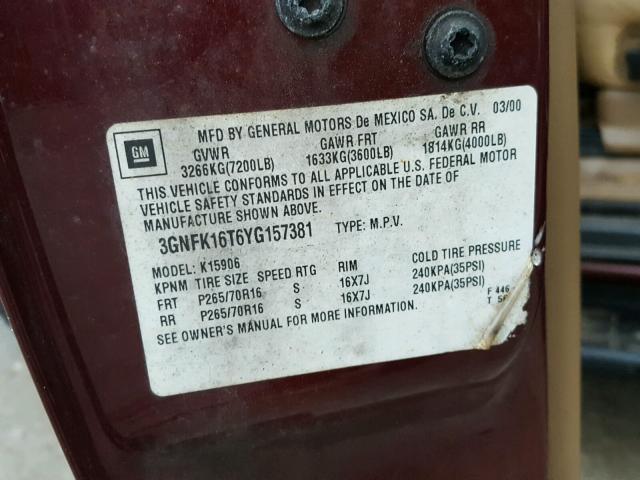 GM
MFD BY GENERAL MOTORS De MEXICO SA. De C.V. 03/00
GVWR GAWR FRT GAWR RR
3266KG(7200LB) 1633KG(3600LB) 1814KG(4000LB)
THIS VEHICLE CONFORMS TO ALL APPLICABLE U.S. FEDERAL MOTOR
VEHICLE SAFETY STANDARDS IN EFFECT ON THE DATE OF
MANUFACTURE SHOWN ABOVE.
3GNFK16T6YG157381 TYPE: M.P.V.
MODEL: K15906
KPNM TIRE SIZE SPEED RTG RIM COLD TIRE PRESSURE
FRT P265/70R16 S 16X7J 240KPA(35PSI)
RR P265/70R16 S 16X7J 240KPA(35PSI)
SEE OWNER'S MANUAL FOR MORE INFORMATION.
F 446
T